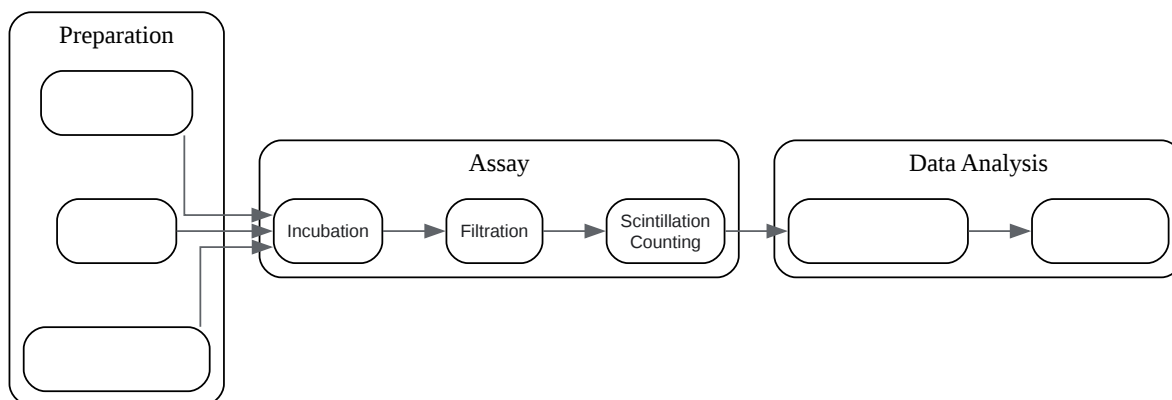 Preparation
Assay
Data Analysis
Incubation
Filtration
Scintillation
Counting